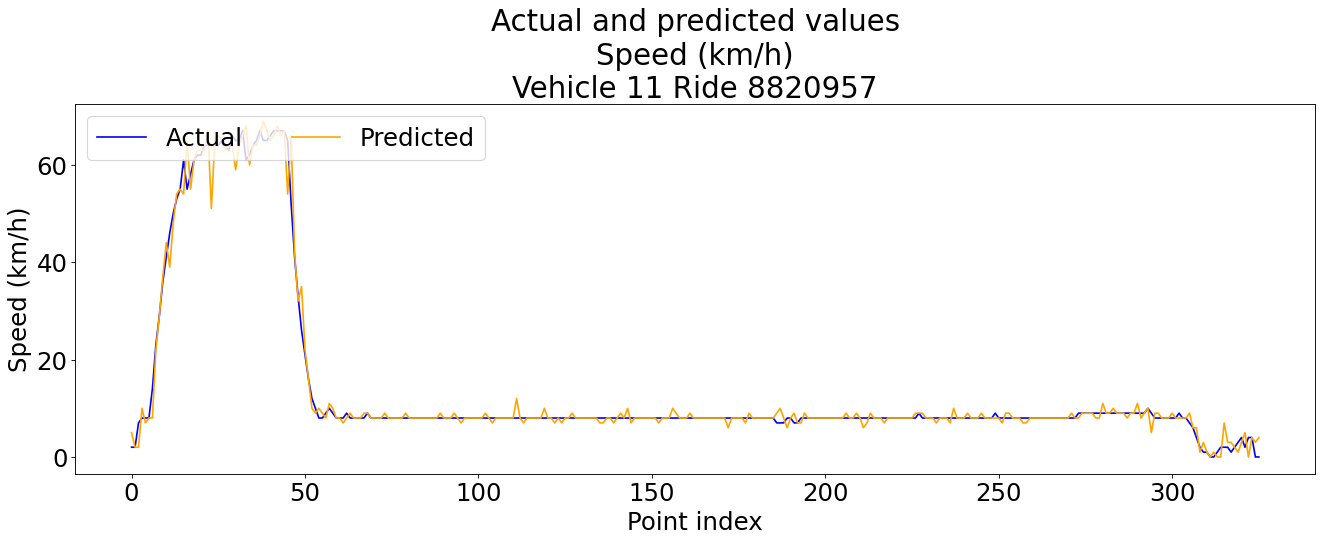 Actual and predicted values
Speed (km/h)
Vehicle 11 Ride 8820957
Actual
Predicted
Speed (km/h)
60
40
20
0
0
50
100
150
200
250
300
Point index